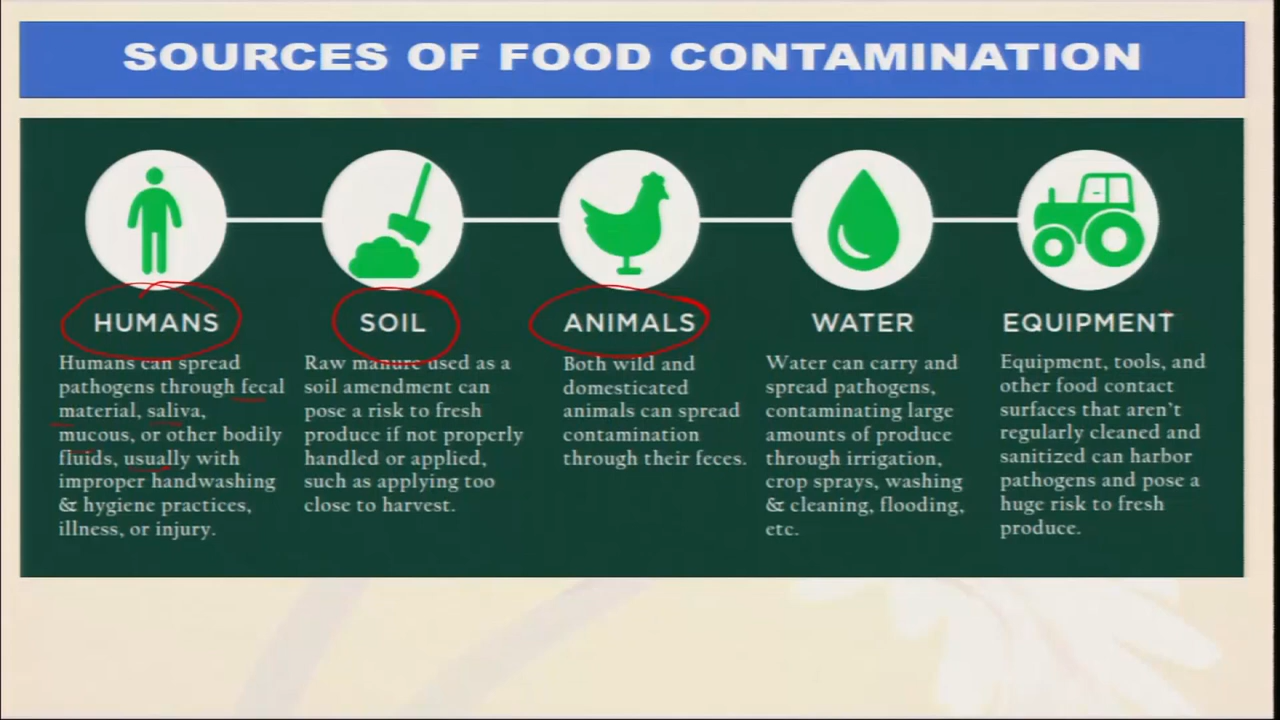 SOURCES OF FOOD CONTAMINATION
HUMANS
Humans can spread
pathogens through fecal
material, saliva,
mucous, or other bodily
fluids, usually with
improper handwashing
& hygiene practices,
illness, or injury.
SOIL
Raw manure used as a
soil amendment can
pose a risk to fresh
produce if not properly
handled or applied,
such as applying too
close to harvest.
ANIMALS
Both wild and
domesticated
animals can spread
contamination
through their feces.
WATER
Water can carry and
spread pathogens,
contaminating large
amounts of produce
through irrigation,
crop sprays, washing
& cleaning, flooding,
etc.
EQUIPMENT
Equipment, tools, and
other food contact
surfaces that aren't
regularly cleaned and
sanitized can harbor
pathogens and pose a
huge risk to fresh
produce.